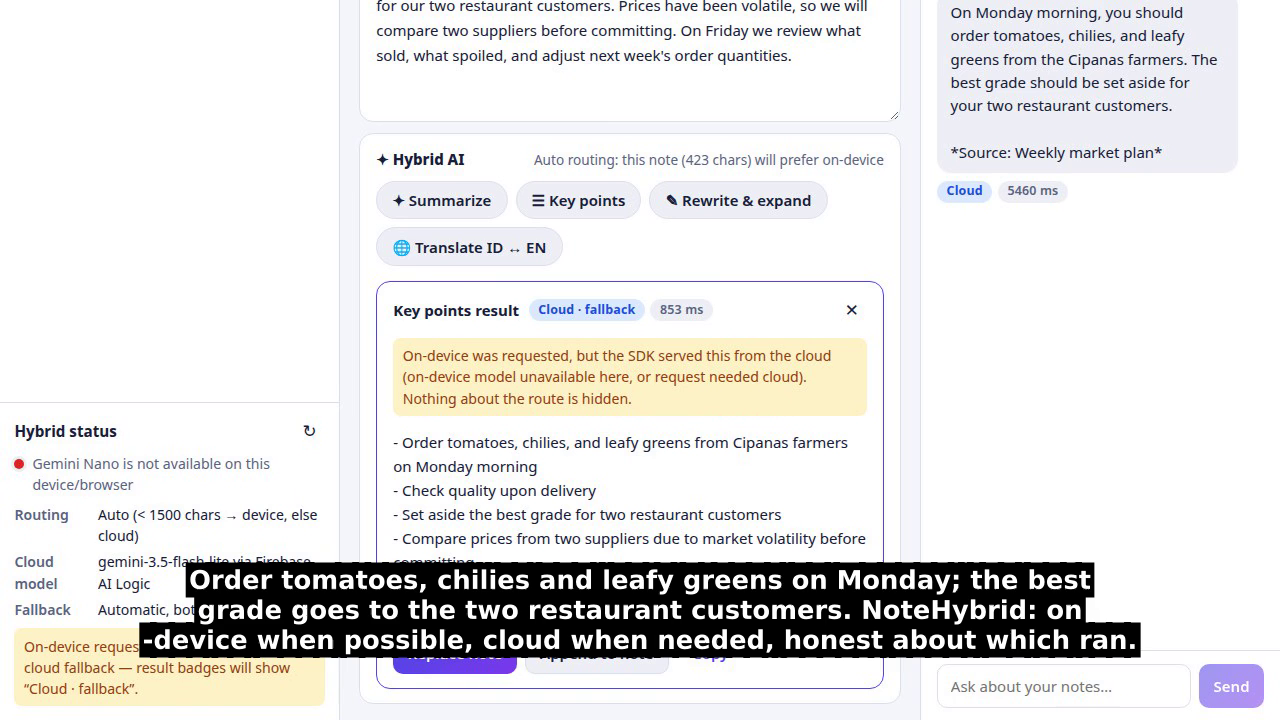 for our two restaurant customers. Prices have been volatile, so we will
compare two suppliers before committing. On Friday we review what
sold, what spoiled, and adjust next week's order quantities.
✦ Hybrid AI
Auto routing: this note (423 chars) will prefer on-device
✦ Summarize
☰ Key points
✎ Rewrite & expand
🌐 Translate ID ↔ EN
Key points result
Cloud · fallback
853 ms
✕
On-device was requested, but the SDK served this from the cloud
(on-device model unavailable here, or request needed cloud).
Nothing about the route is hidden.
- Order tomatoes, chilies, and leafy greens from Cipanas farmers
on Monday morning
- Check quality upon delivery
- Set aside the best grade for two restaurant customers
- Compare prices from two suppliers due to market volatility before
Hybrid status
↻
Gemini Nano is not available on this
device/browser
Routing
Auto (< 1500 chars → device, else
cloud)
Cloud
model
gemini-3.5-flash-lite via Firebase
AI Logic
Fallback
Automatic,
On-device
cloud fallback — result badges will show
“Cloud · fallback”.
Order tomatoes, chilies and leafy greens on Monday; the best
grade goes to the two restaurant customers. NoteHybrid: on
-device when possible, cloud when needed, honest about which ran.
On Monday morning, you should
order tomatoes, chilies, and leafy
greens from the Cipanas farmers. The
best grade should be set aside for
your two restaurant customers.
*Source: Weekly market plan*
Cloud
5460 ms
Ask about your notes...
Send